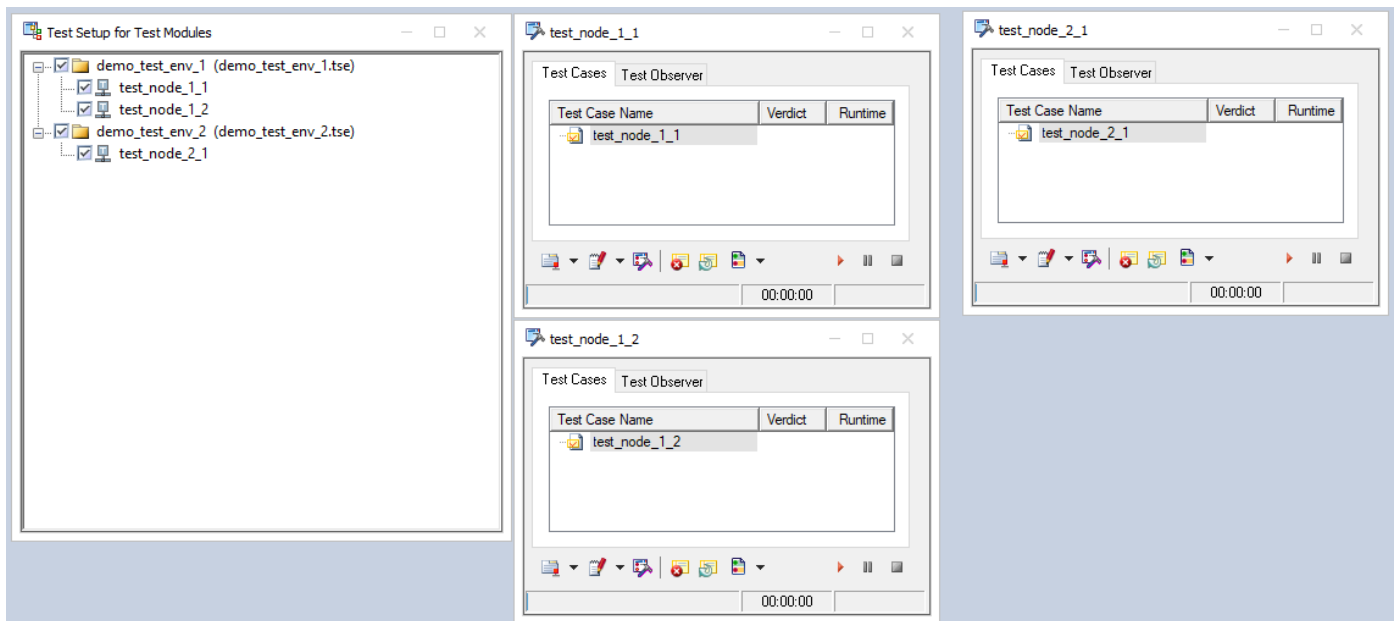 Test Setup for Test Modules
demo_test_env_1 (demo_test_env_1.tse)
test_node_1_1
test_node_1_2
demo_test_env_2 (demo_test_env_2.tse)
test_node_2_1
test_node_1_1
Test Cases Test Observer
Test Case Name Verdict Runtime
test_node_1_1
00:00:00
test_node_1_2
Test Cases Test Observer
Test Case Name Verdict Runtime
test_node_1_2
00:00:00
test_node_2_1
Test Cases Test Observer
Test Case Name Verdict Runtime
test_node_2_1
00:00:00